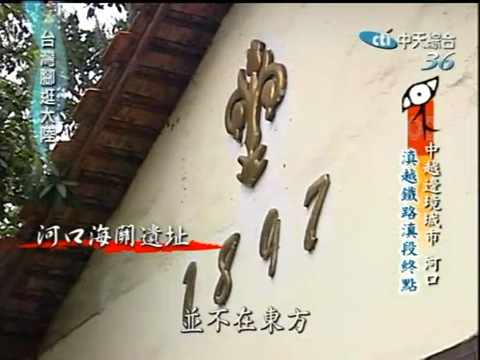 台灣腳逛大陸
cti 中天綜合
36
中越邊境城市 河口
滇越鐵路滇段終點
河口海關遺址
1897
並不在東方